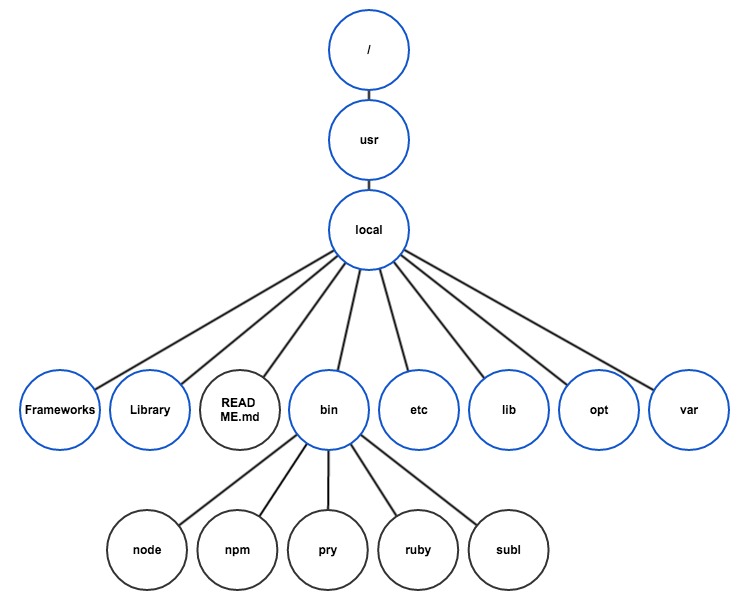 /
usr
local
Frameworks
Library
READ
ME.md
bin
etc
lib
opt
var
node
npm
pry
ruby
subl